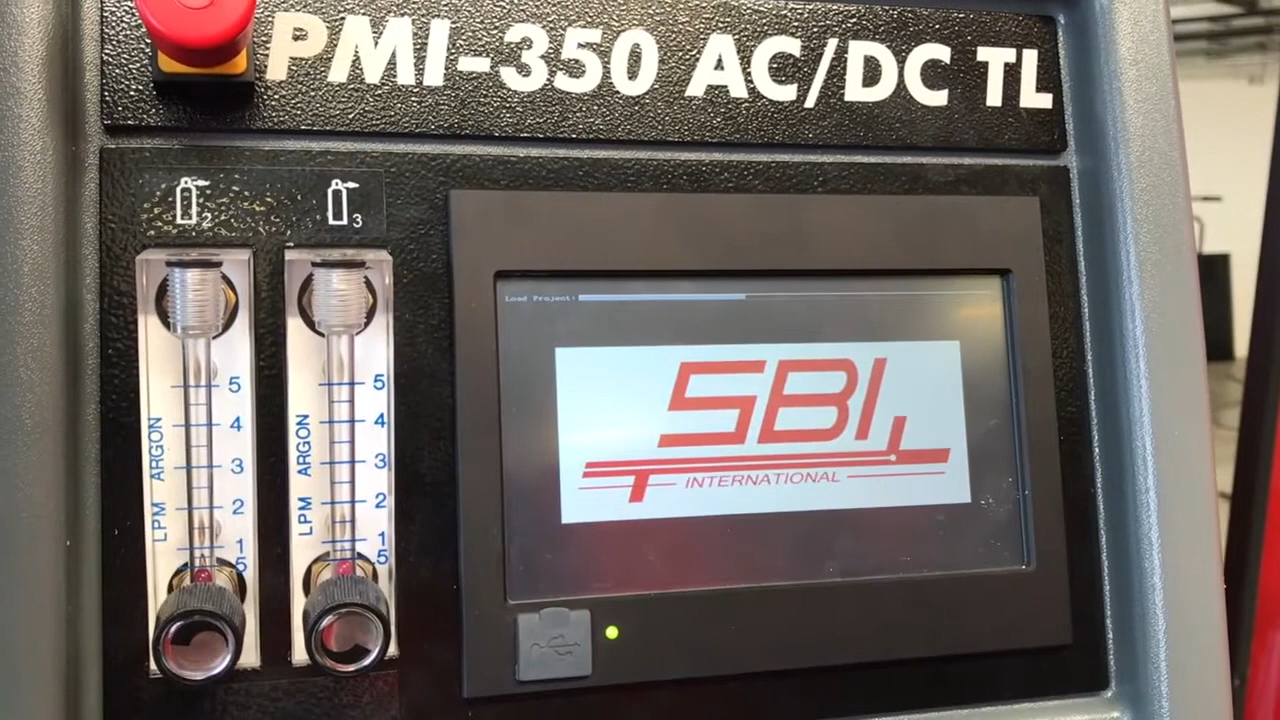 PMI-350 AC/DC TL
2
3
Load Project:
SBI
INTERNATIONAL
LPM ARGON
5
4
3
2
1
.5
LPM ARGON
5
4
3
2
1
.5